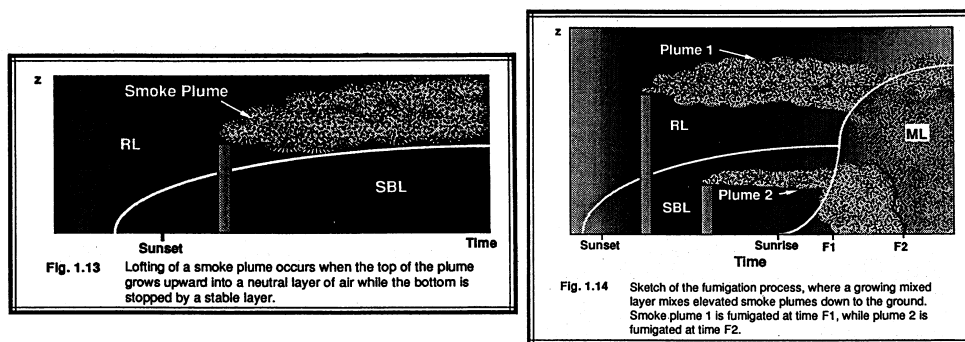 z
Smoke Plume
RL
SBL
Sunset
Time
Fig. 1.13 Lofting of a smoke plume occurs when the top of the plume
grows upward into a neutral layer of air while the bottom is
stopped by a stable layer.
z
Plume 1
RL
ML
SBL
Plume 2
Sunset
Sunrise
F1
F2
Time
Fig. 1.14 Sketch of the fumigation process, where a growing mixed
layer mixes elevated smoke plumes down to the ground.
Smoke plume 1 is fumigated at time F1, while plume 2 is
fumigated at time F2.